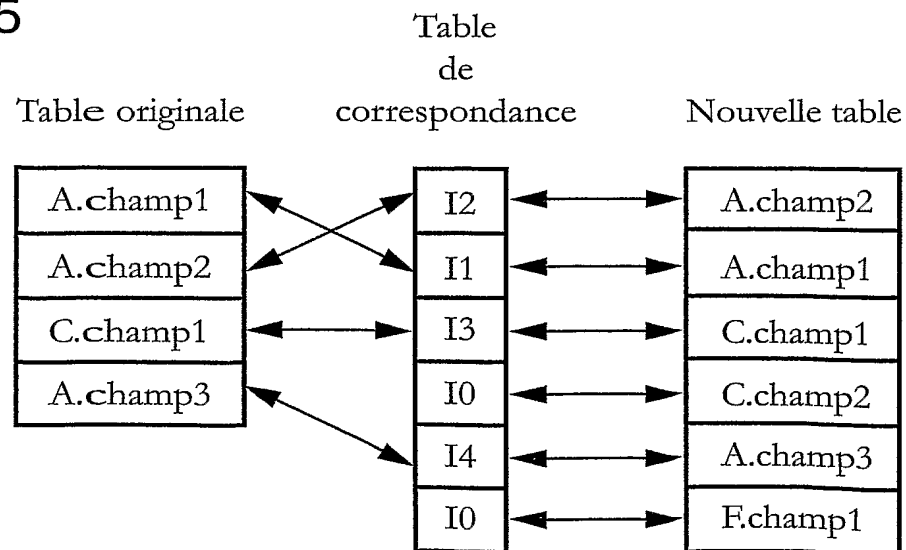 5
Table
de
correspondance
Table originale
Nouvelle table
A.champ1
A.champ2
C.champ1
A.champ3
I2
I1
I3
I0
I4
I0
A.champ2
A.champ1
C.champ1
C.champ2
A.champ3
F.champ1